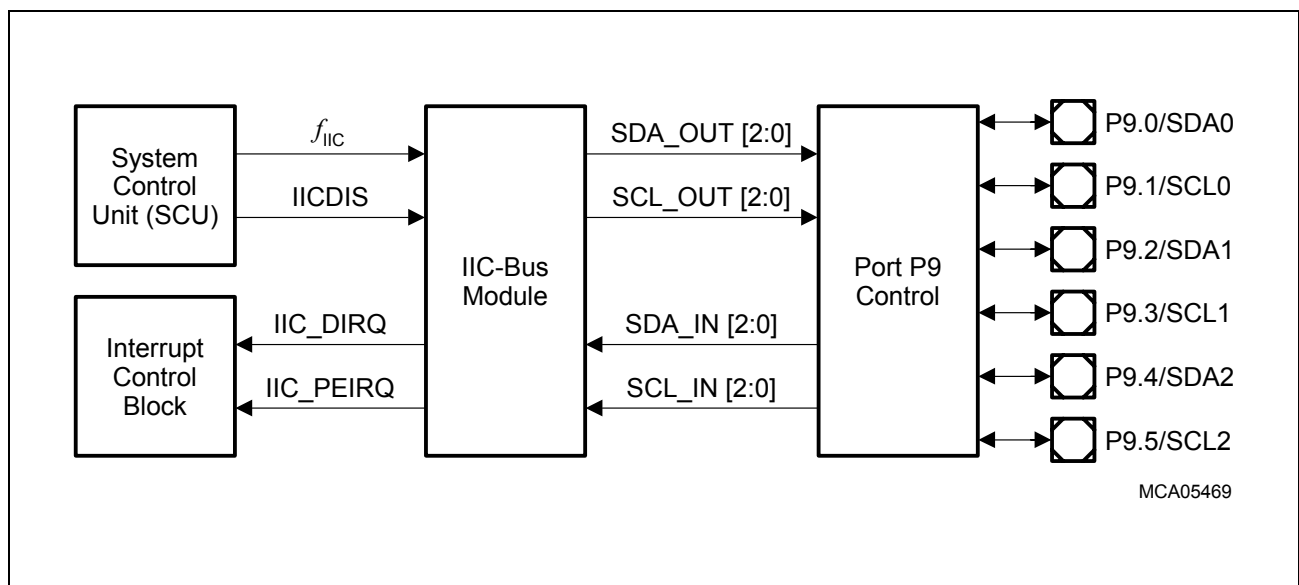 System
Control
Unit (SCU)
f IIC
IICDIS
Interrupt
Control
Block
IIC_DIRQ
IIC_PEIRQ
IIC-Bus
Module
SDA_OUT [2:0]
SCL_OUT [2:0]
SDA_IN [2:0]
SCL_IN [2:0]
Port P9
Control
P9.0/SDA0
P9.1/SCL0
P9.2/SDA1
P9.3/SCL1
P9.4/SDA2
P9.5/SCL2
MCA05469